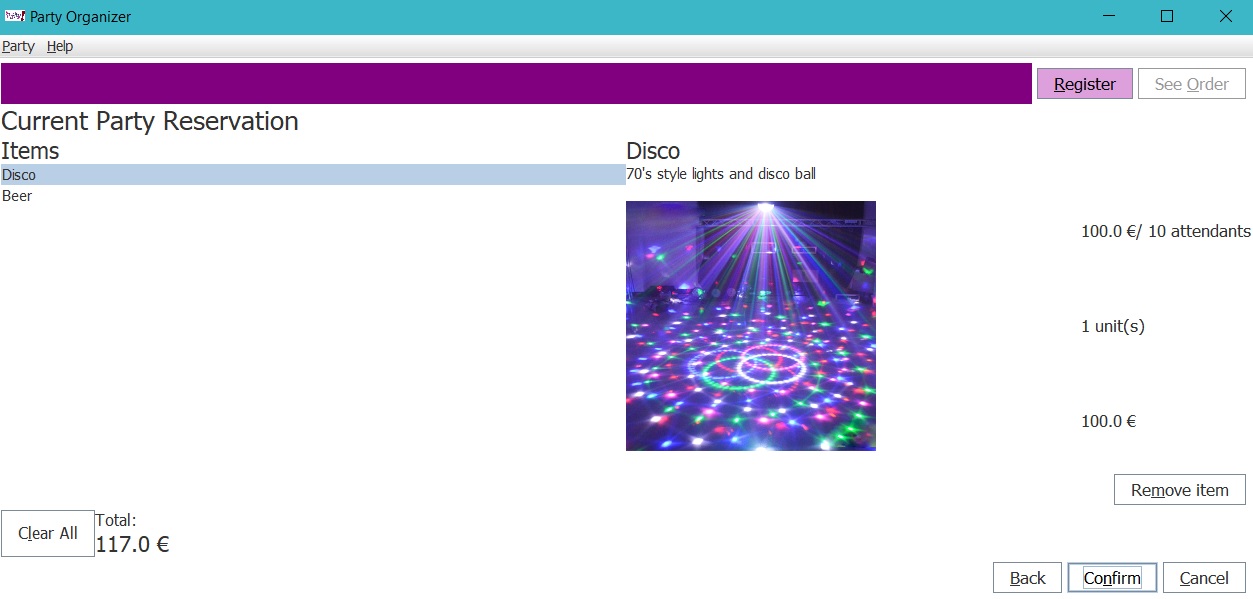 Party Organizer
Party Help
Register See Order
Current Party Reservation
Items
Disco
Beer
Disco
70's style lights and disco ball
100.0 €/ 10 attendants
1 unit(s)
100.0 €
Remove item
Clear All
Total:
117.0 €
Back Confirm Cancel